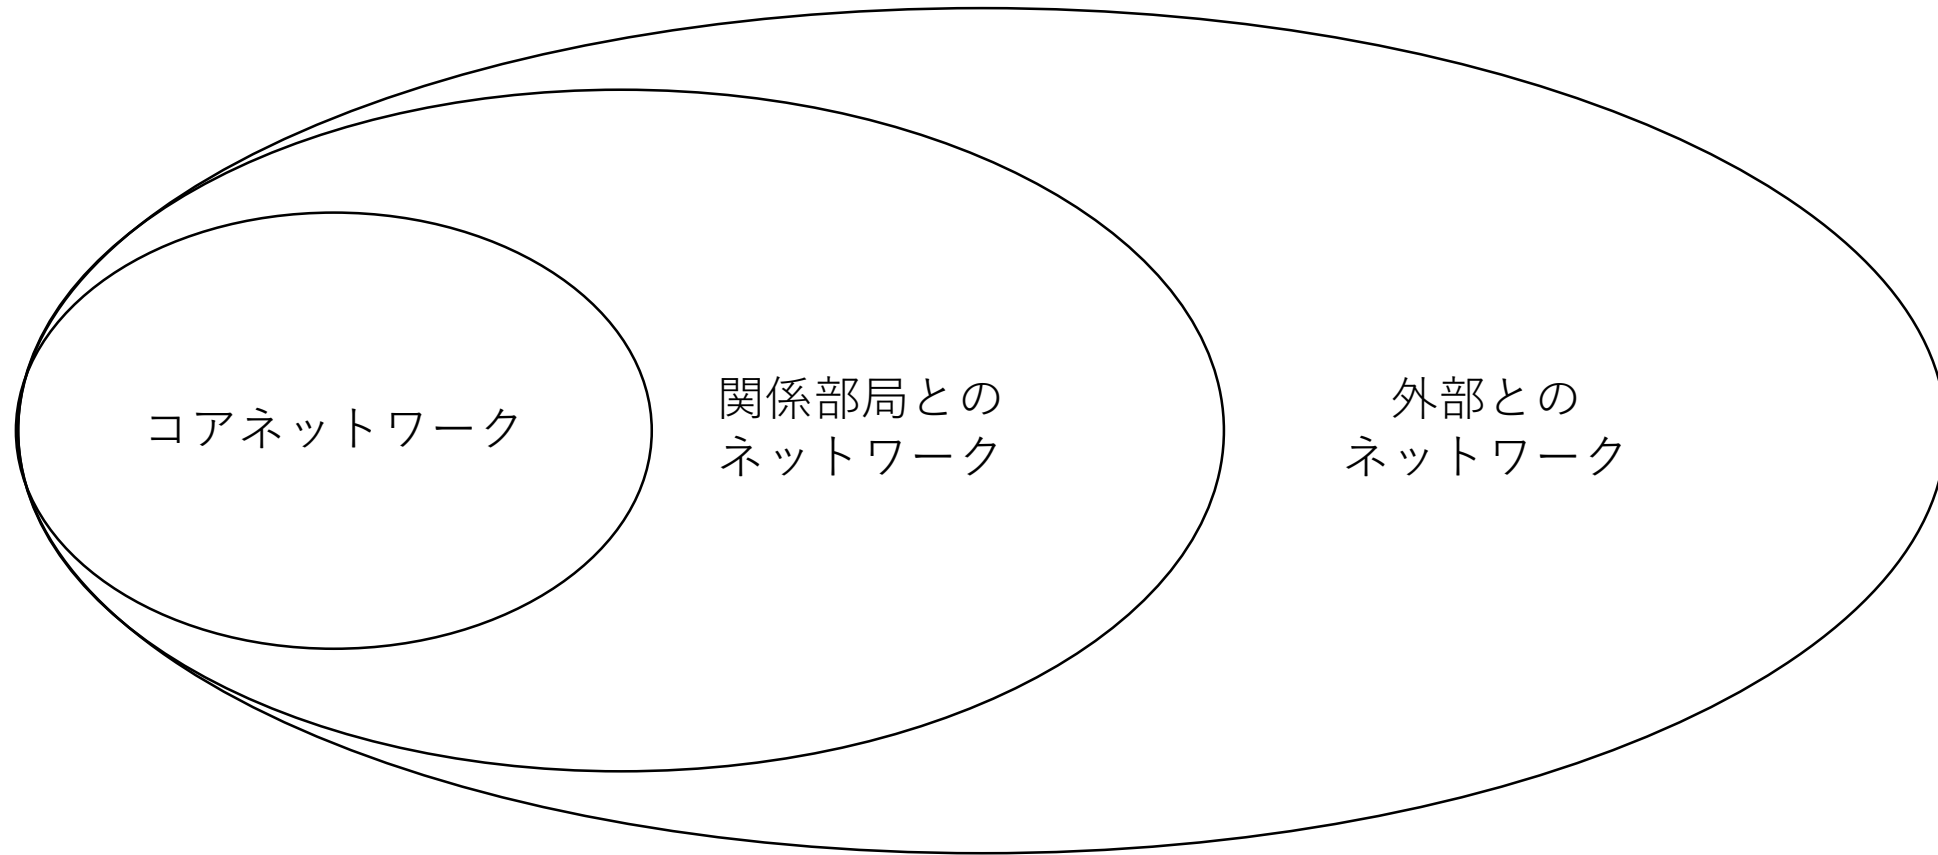 コアネットワーク
関係部局との
ネットワーク
外部との
ネットワーク